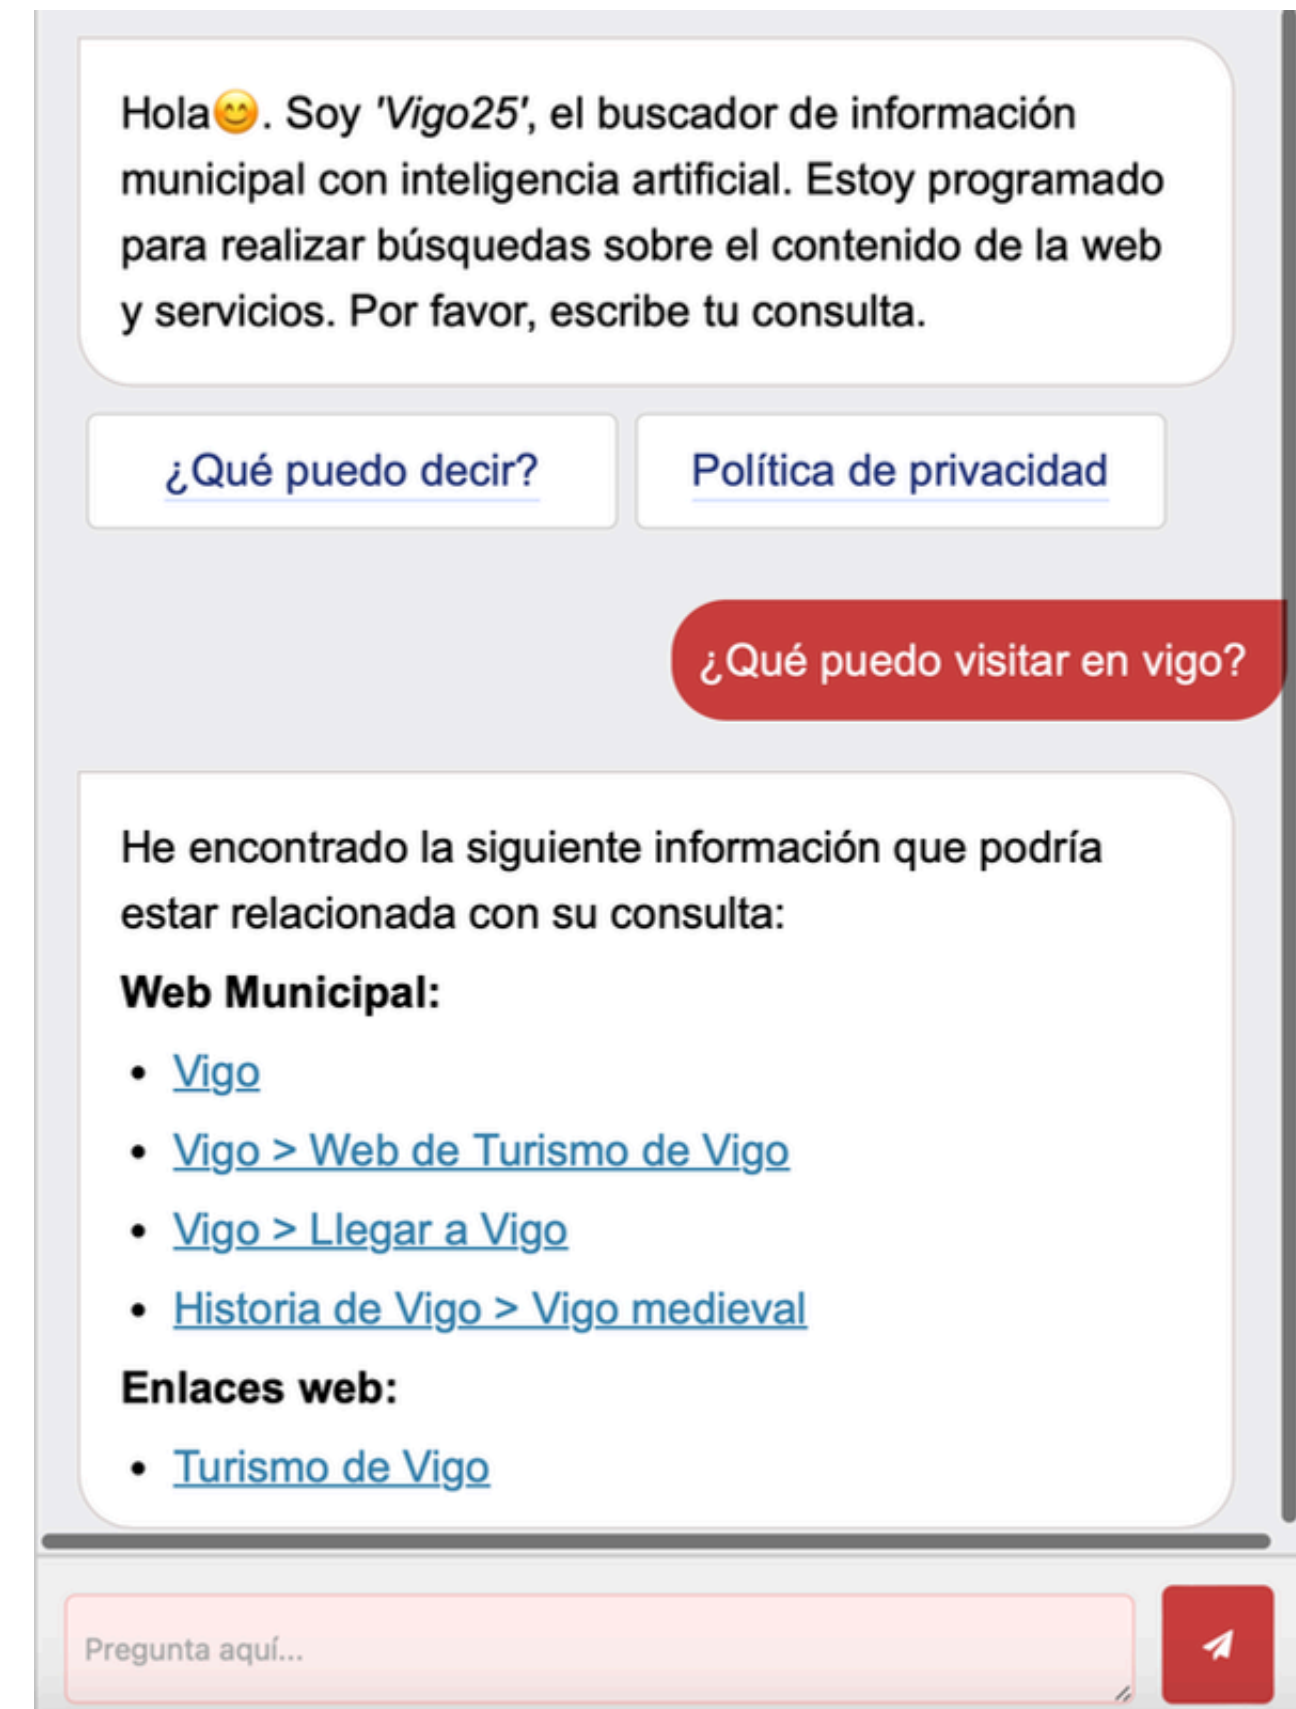 Hola😊. Soy 'Vigo25', el buscador de información
municipal con inteligencia artificial. Estoy programado
para realizar búsquedas sobre el contenido de la web
y servicios. Por favor, escribe tu consulta.
¿Qué puedo decir?
Política de privacidad
¿Qué puedo visitar en vigo?
He encontrado la siguiente información que podría
estar relacionada con su consulta:
Web Municipal:
• Vigo
• Vigo > Web de Turismo de Vigo
• Vigo > Llegar a Vigo
• Historia de Vigo > Vigo medieval
Enlaces web:
• Turismo de Vigo
Pregunta aquí...